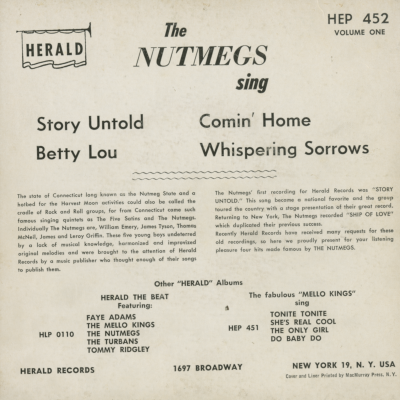 HERALD
The
NUTMEGS
sing
HEP 452
VOLUME ONE
Story Untold
Betty Lou
Comin' Home
Whispering Sorrows
The state of Connecticut long known as the Nutmeg State and a
hotbed for the Harvest Moon activities could also be called the
cradle of Rock and Roll groups, for from Connecticut came such
famous singing quintets as The Five Satins and The Nutmegs.
Individually The Nutmegs are, William Emery, James Tyson, Thomas
McNeil, James and Leroy Griffin. These five young boys undeterred
by a lack of musical knowledge, harmonized and improvised
original melodies and were brought to the attention of Herald
Records by a music publisher who thought enough of their songs
to publish them.
The Nutmegs' first recording for Herald Records was "STORY
UNTOLD." This song became a national favorite and the group
toured the country with a stage presentation of their great record.
Returning to New York, The Nutmegs recorded "SHIP OF LOVE"
which duplicated their previous success.
Recently Herald Records have received many requests for these
old recordings, so here we proudly present for your listening
pleasure four hits made famous by THE NUTMEGS.
Other "HERALD" Albums
HERALD THE BEAT
Featuring:
HLP 0110
FAYE ADAMS
THE MELLO KINGS
THE NUTMEGS
THE TURBANS
TOMMY RIDGLEY
The fabulous "MELLO KINGS"
sing
HEP 451
TONITE TONITE
SHE'S REAL COOL
THE ONLY GIRL
DO BABY DO
HERALD RECORDS
1697 BROADWAY
NEW YORK 19, N. Y. USA
Cover and Liner Printed by MacMurray Press, N. Y.